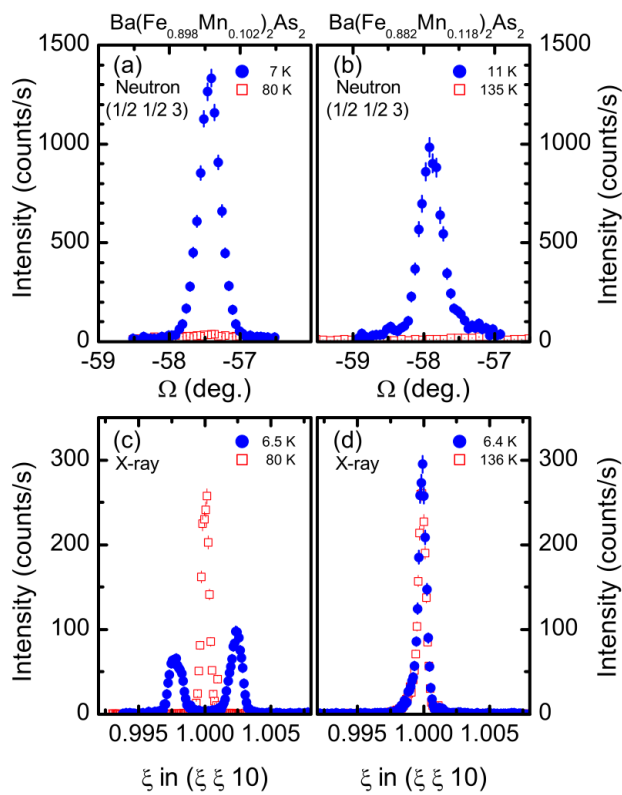 Ba(Fe0.898Mn0.102)2As2 Ba(Fe0.882Mn0.118)2As2
1500 1500
(a) 7 K (b) 11 K
Neutron 80 K Neutron 135 K
(1/2 1/2 3) (1/2 1/2 3)
1000 1000
500 500
0 0
Intensity (counts/s) Intensity (counts/s)
-59 -58 -57 -59 -58 -57
Ω (deg.) Ω (deg.)
(c) 6.5 K (d) 6.4 K
X-ray 80 K X-ray 136 K
300 300
200 200
100 100
0 0
Intensity (counts/s) Intensity (counts/s)
0.995 1.000 1.005 0.995 1.000 1.005
ξ in (ξ ξ 10) ξ in (ξ ξ 10)